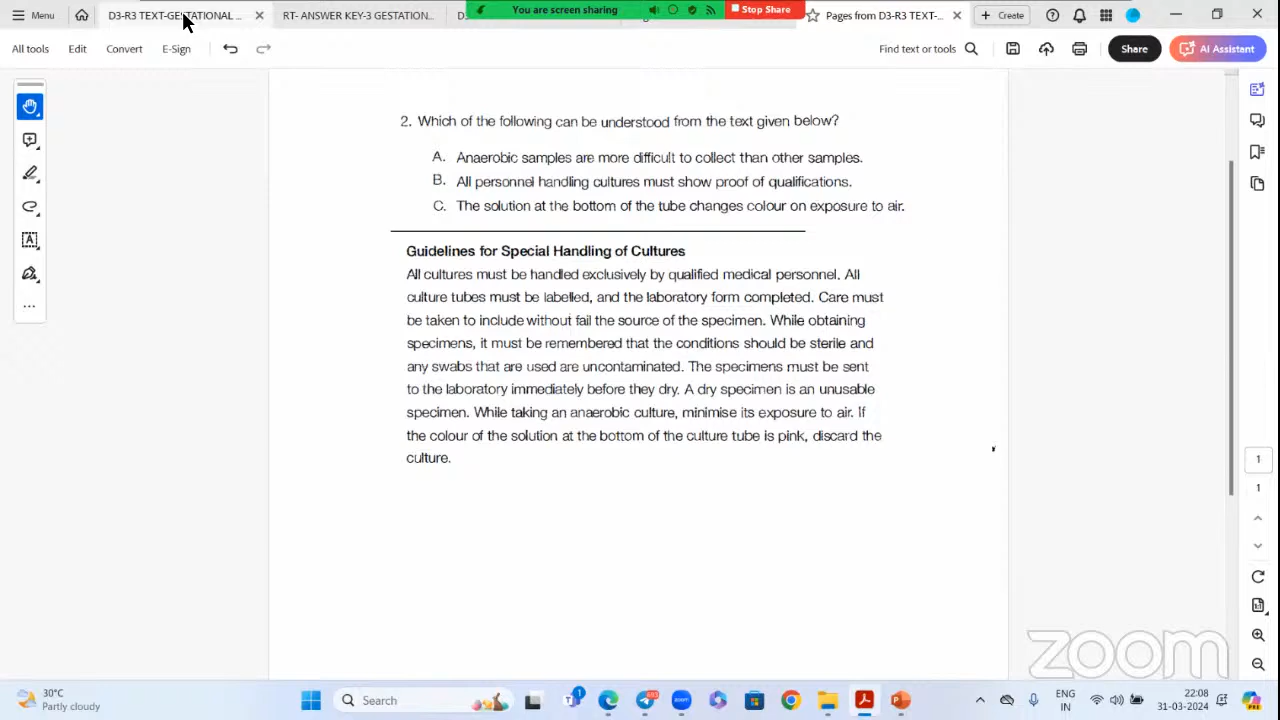 Menu
D3-R3 TEXT-GESTATIONAL ...
RT- ANSWER KEY-3 GESTATION...
You are screen sharing
Stop Share
Pages from D3-R3 TEXT-...
Create
All tools
Edit
Convert
E-Sign
Find text or tools
Share
AI Assistant
2. Which of the following can be understood from the text given below?
A. Anaerobic samples are more difficult to collect than other samples.
B. All personnel handling cultures must show proof of qualifications.
C. The solution at the bottom of the tube changes colour on exposure to air.
Guidelines for Special Handling of Cultures
All cultures must be handled exclusively by qualified medical personnel. All
culture tubes must be labelled, and the laboratory form completed. Care must
be taken to include without fail the source of the specimen. While obtaining
specimens, it must be remembered that the conditions should be sterile and
any swabs that are used are uncontaminated. The specimens must be sent
to the laboratory immediately before they dry. A dry specimen is an unusable
specimen. While taking an anaerobic culture, minimise its exposure to air. If
the colour of the solution at the bottom of the culture tube is pink, discard the
culture.
1
1
zoom
30°C
Partly cloudy
Search
ENG
IN
22:08
31-03-2024